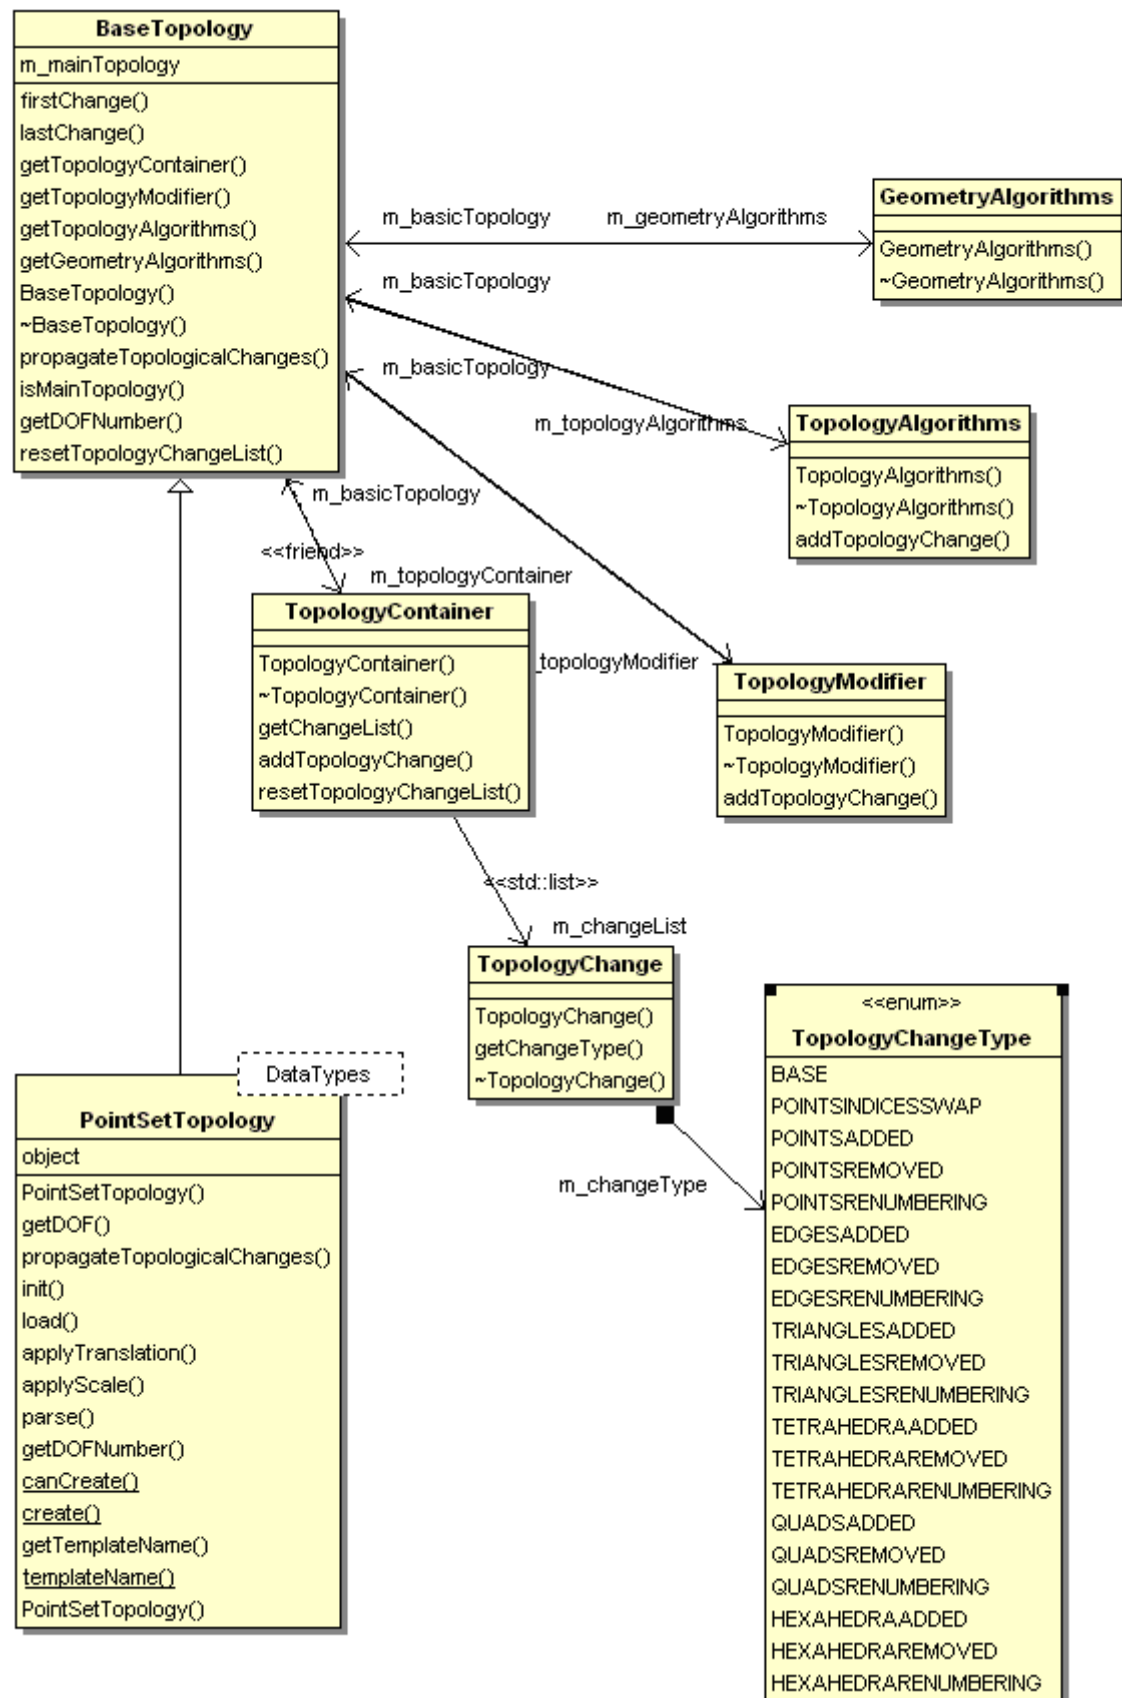 BaseTopology
m_mainTopology
firstChange()
lastChange()
getTopologyContainer()
getTopologyModifier()
getTopologyAlgorithms()
getGeometryAlgorithms()
BaseTopology()
~BaseTopology()
propagateTopologicalChanges()
isMainTopology()
getDOFNumber()
resetTopologyChangeList()
m_basicTopology
m_geometryAlgorithms
GeometryAlgorithms
GeometryAlgorithms()
~GeometryAlgorithms()
m_basicTopology
m_basicTopology
m_topologyAlgorithms
TopologyAlgorithms
TopologyAlgorithms()
~TopologyAlgorithms()
addTopologyChange()
m_basicTopology
<<friend>>
m_topologyContainer
TopologyContainer
TopologyContainer()
~TopologyContainer()
getChangeList()
addTopologyChange()
resetTopologyChangeList()
_topologyModifier
TopologyModifier
TopologyModifier()
~TopologyModifier()
addTopologyChange()
<<std::list>>
m_changeList
TopologyChange
TopologyChange()
getChangeType()
~TopologyChange()
m_changeType
<<enum>>
TopologyChangeType
BASE
POINTSINDICESSWAP
POINTSADDED
POINTSREMOVED
POINTSRENUMBERING
EDGESADDED
EDGESREMOVED
EDGESRENUMBERING
TRIANGLESADDED
TRIANGLESREMOVED
TRIANGLESRENUMBERING
TETRAHEDRAADDED
TETRAHEDRAREMOVED
TETRAHEDRARENUMBERING
QUADSADDED
QUADSREMOVED
QUADSRENUMBERING
HEXAHEDRAADDED
HEXAHEDRAREMOVED
HEXAHEDRARENUMBERING
DataTypes
PointSetTopology
object
PointSetTopology()
getDOF()
propagateTopologicalChanges()
init()
load()
applyTranslation()
applyScale()
parse()
getDOFNumber()
canCreate()
create()
getTemplateName()
templateName()
PointSetTopology()